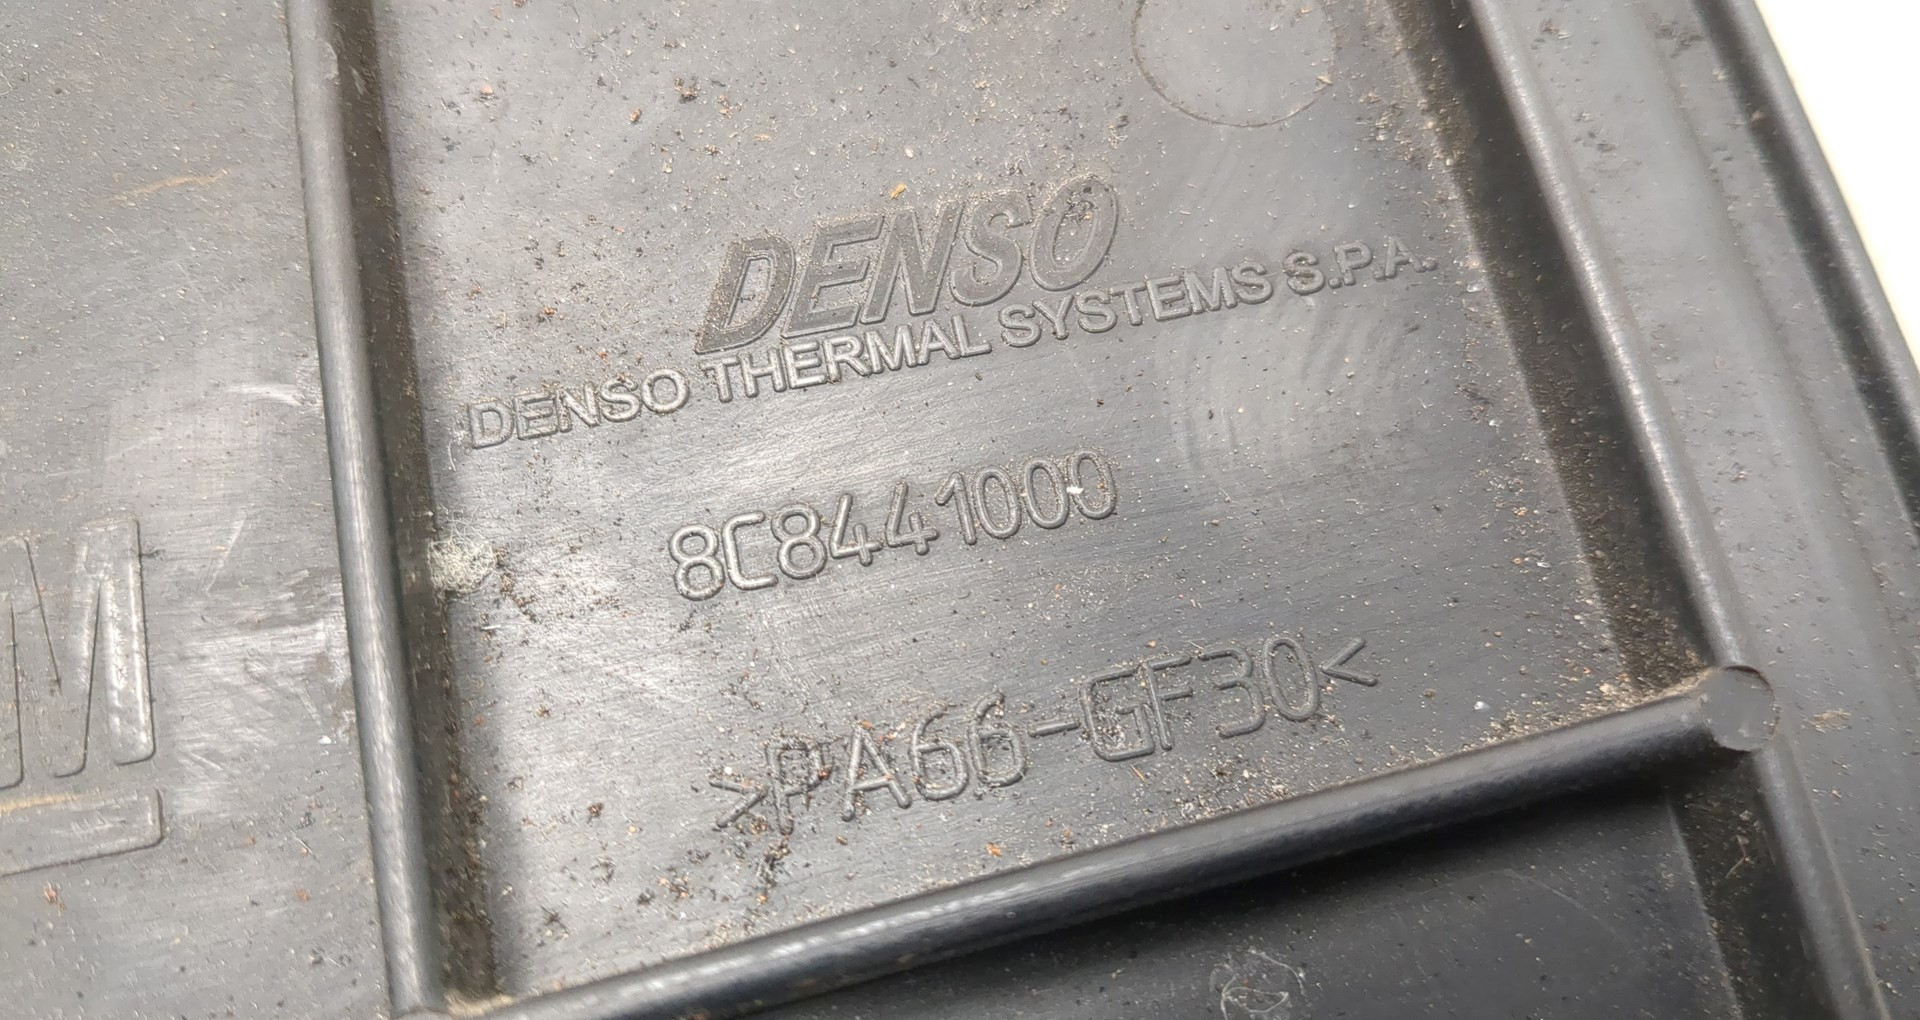 DENSO
DENSO THERMAL SYSTEMS S.P.A.
8C8441000
>PA66-GF30<